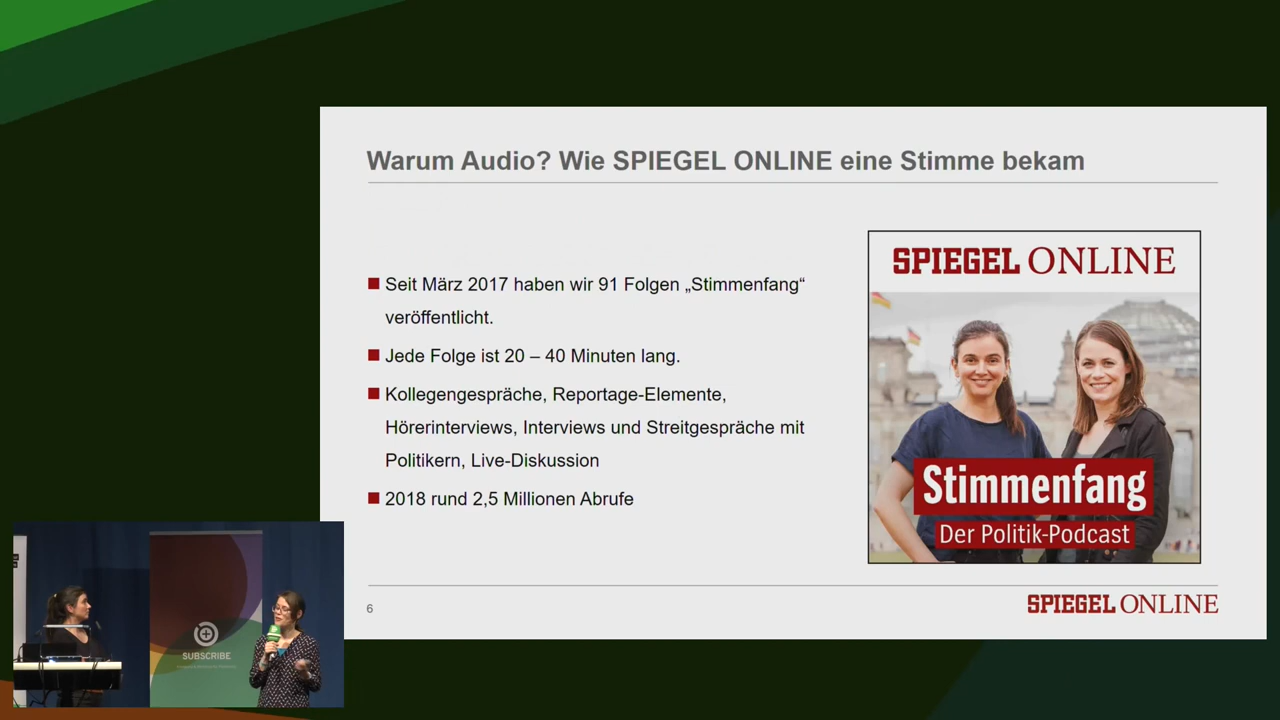 Warum Audio? Wie SPIEGEL ONLINE eine Stimme bekam
Seit März 2017 haben wir 91 Folgen „Stimmenfang“
veröffentlicht.
Jede Folge ist 20 – 40 Minuten lang.
Kollegengespräche, Reportage-Elemente,
Hörerinterviews, Interviews und Streitgespräche mit
Politikern, Live-Diskussion
2018 rund 2,5 Millionen Abrufe
SPIEGEL ONLINE
Stimmenfang
Der Politik-Podcast
6
SPIEGEL ONLINE
SUBSCRIBE